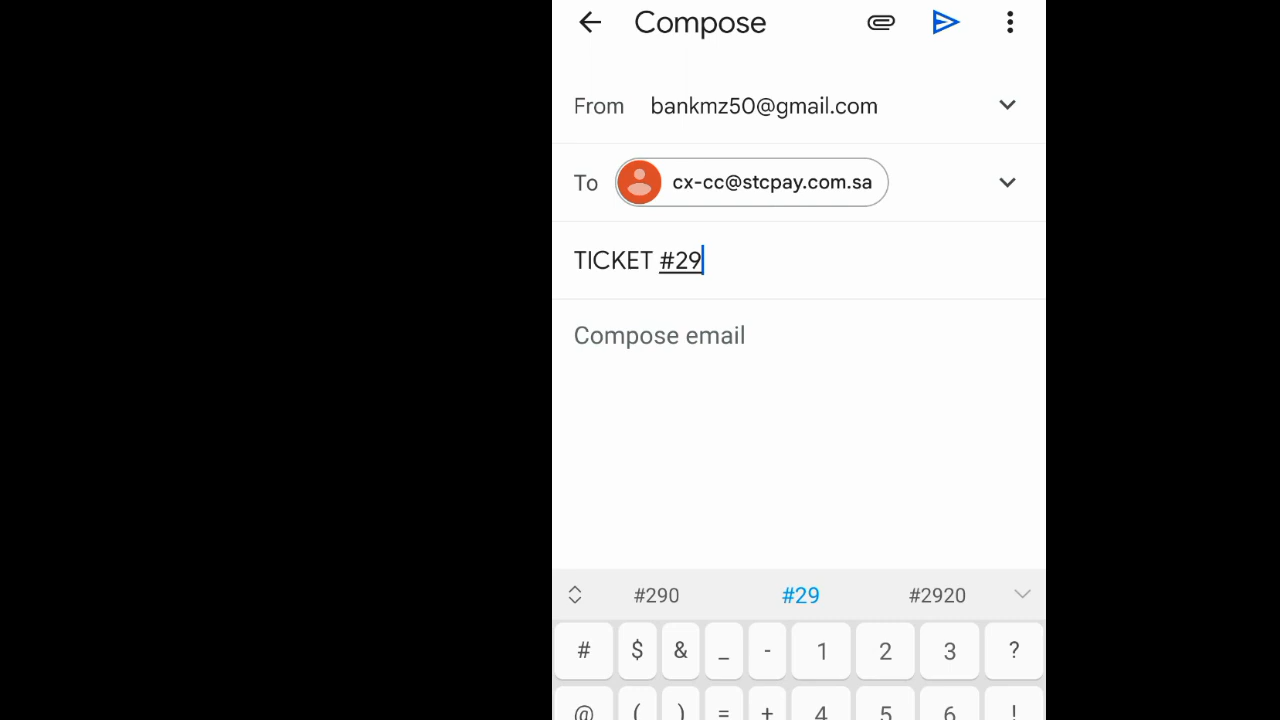 Compose
From bankmz50@gmail.com
To cx-cc@stcpay.com.sa
TICKET #29
Compose email
#290 #29 #2920
# $ & _ - 1 2 3 ?
@ ( ) = + 4 5 6 !